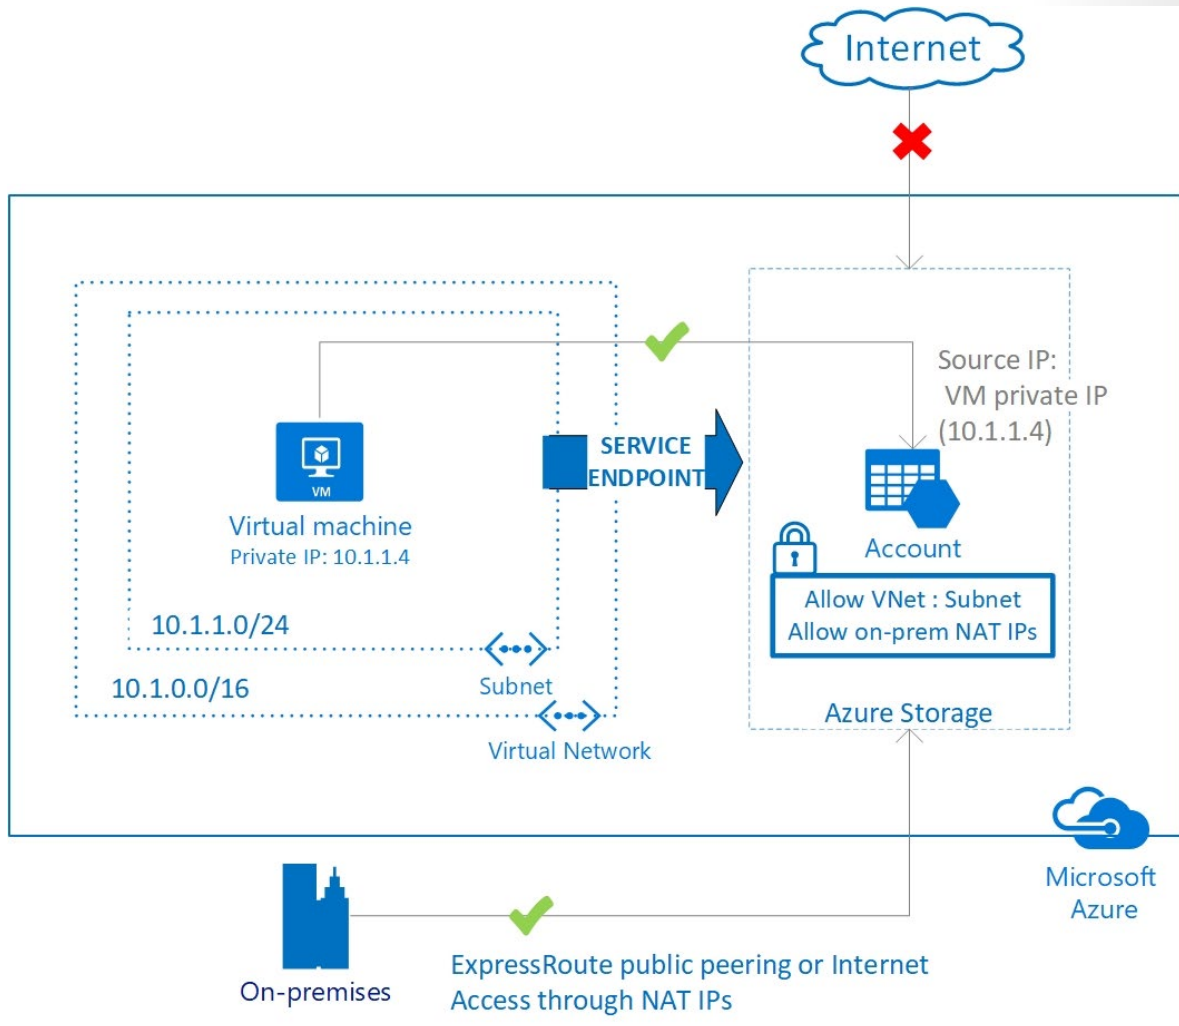 Internet
Source IP:
VM private IP
(10.1.1.4)
SERVICE
ENDPOINT
VM
Virtual machine
Private IP: 10.1.1.4
Account
Allow VNet : Subnet
Allow on-prem NAT IPs
10.1.1.0/24
Subnet
10.1.0.0/16
Azure Storage
Virtual Network
Microsoft
Azure
ExpressRoute public peering or Internet
Access through NAT IPs
On-premises